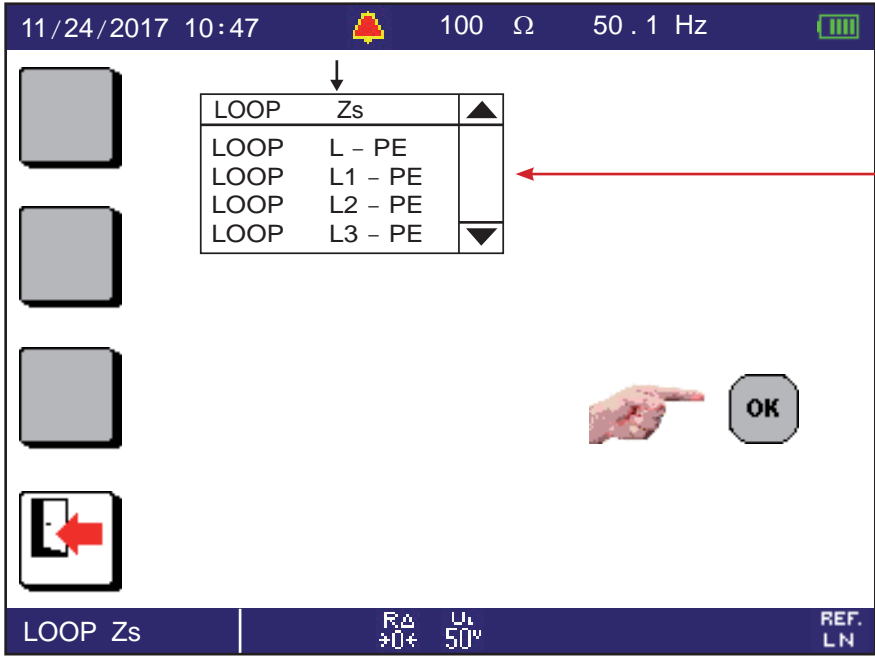 11/24/2017 10:47 100 Ω 50.1 Hz
LOOP Zs
LOOP L – PE
LOOP L1 – PE
LOOP L2 – PE
LOOP L3 – PE
OK
LOOP Zs RΔ UL REF.
>0< 50V LN